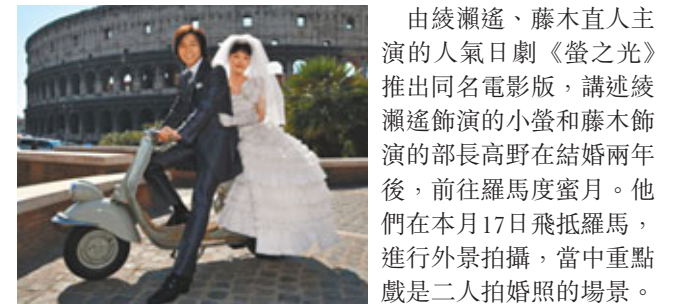 由綾瀨遙、藤木直人主
演的人氣日劇《螢之光》
推出同名電影版，講述綾
瀨遙飾演的小螢和藤木飾
演的部長高野在結婚兩年
後，前往羅馬度蜜月。他
們在本月17日飛抵羅馬，
進行外景拍攝，當中重點
戲是二人拍婚照的場景。